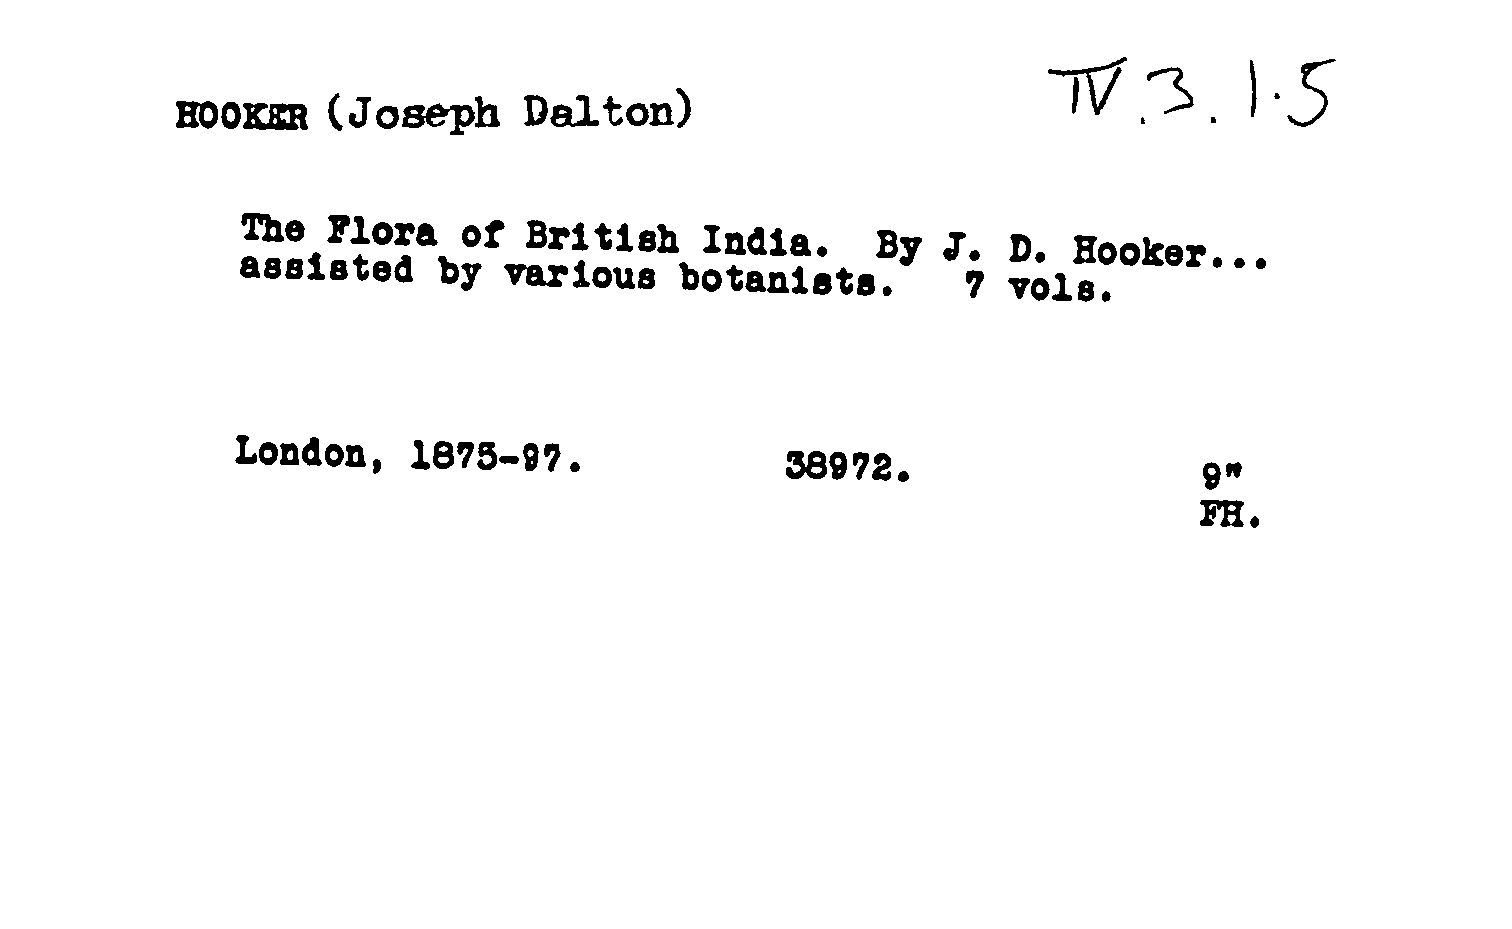 HOOKER (Joseph Dalton)
IV.3.1.5
The Flora of British India. By J. D. Hooker...
assisted by various botanists. 7 vols.
London, 1875-97. 38972. 9"
FH.